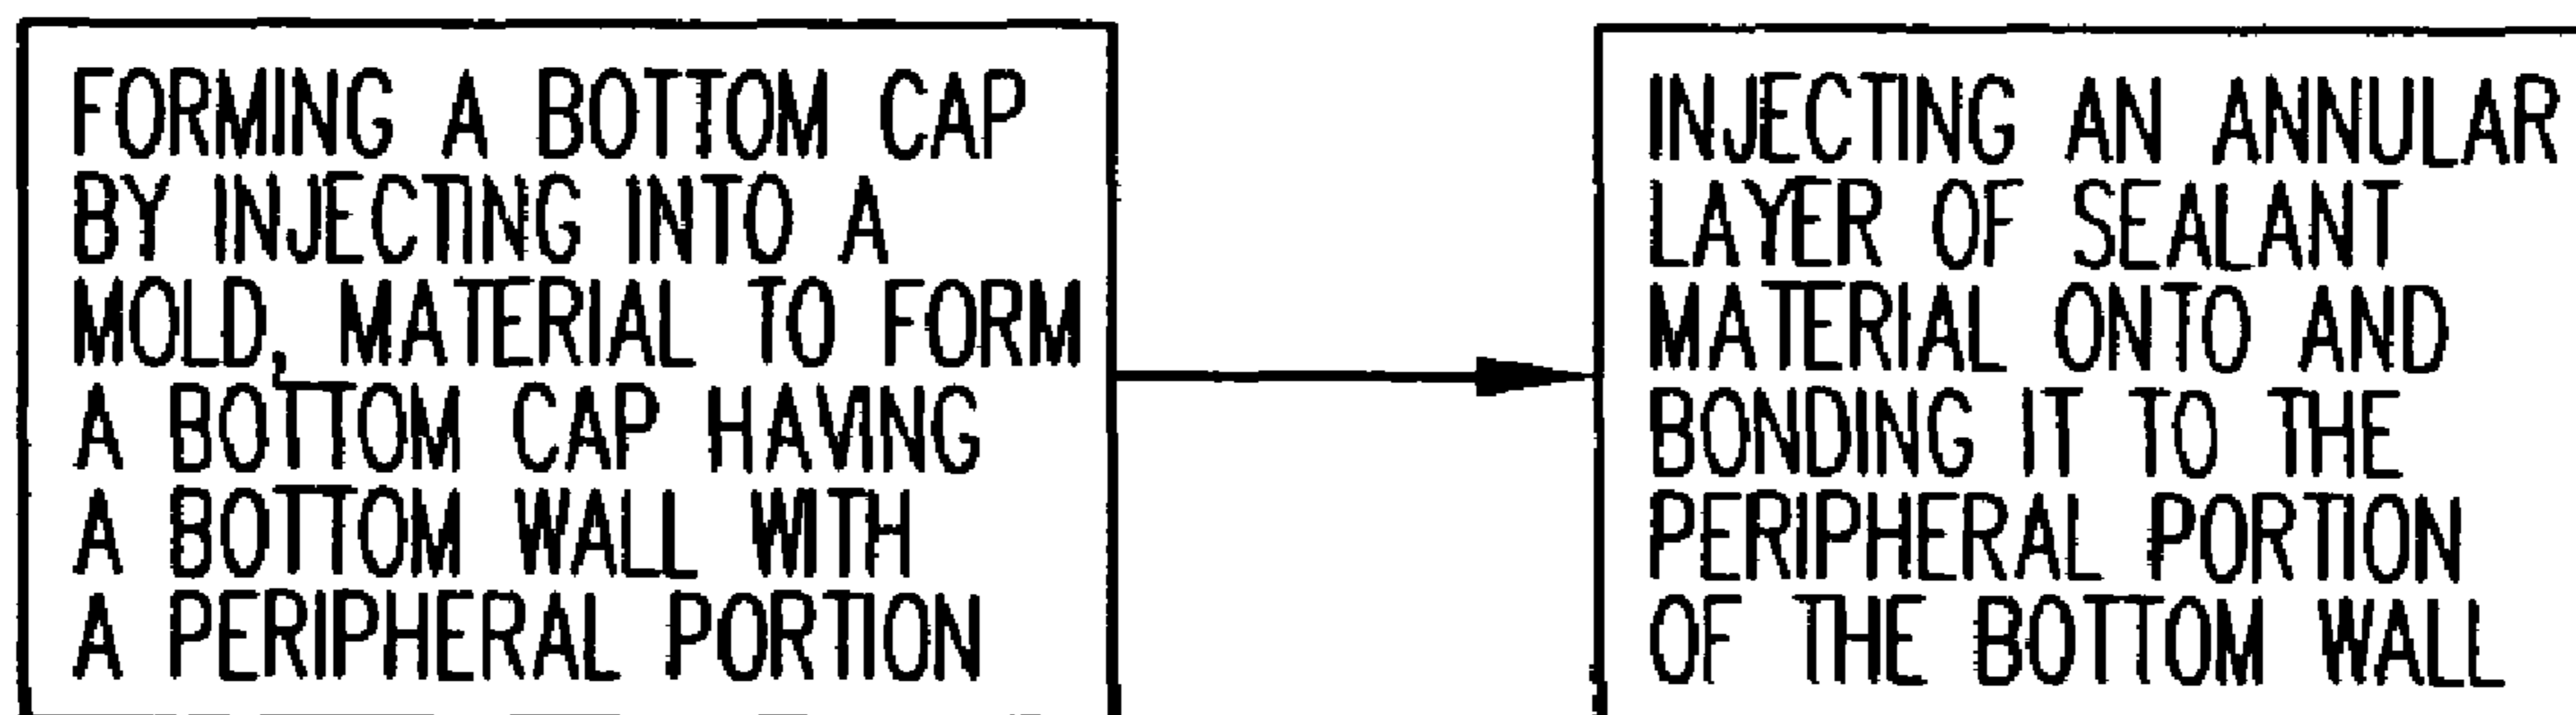 FORMING A BOTTOM CAP
BY INJECTING INTO A
MOLD, MATERIAL TO FORM
A BOTTOM CAP HAVING
A BOTTOM WALL WITH
A PERIPHERAL PORTION
INJECTING AN ANNULAR
LAYER OF SEALANT
MATERIAL ONTO AND
BONDING IT TO THE
PERIPHERAL PORTION
OF THE BOTTOM WALL